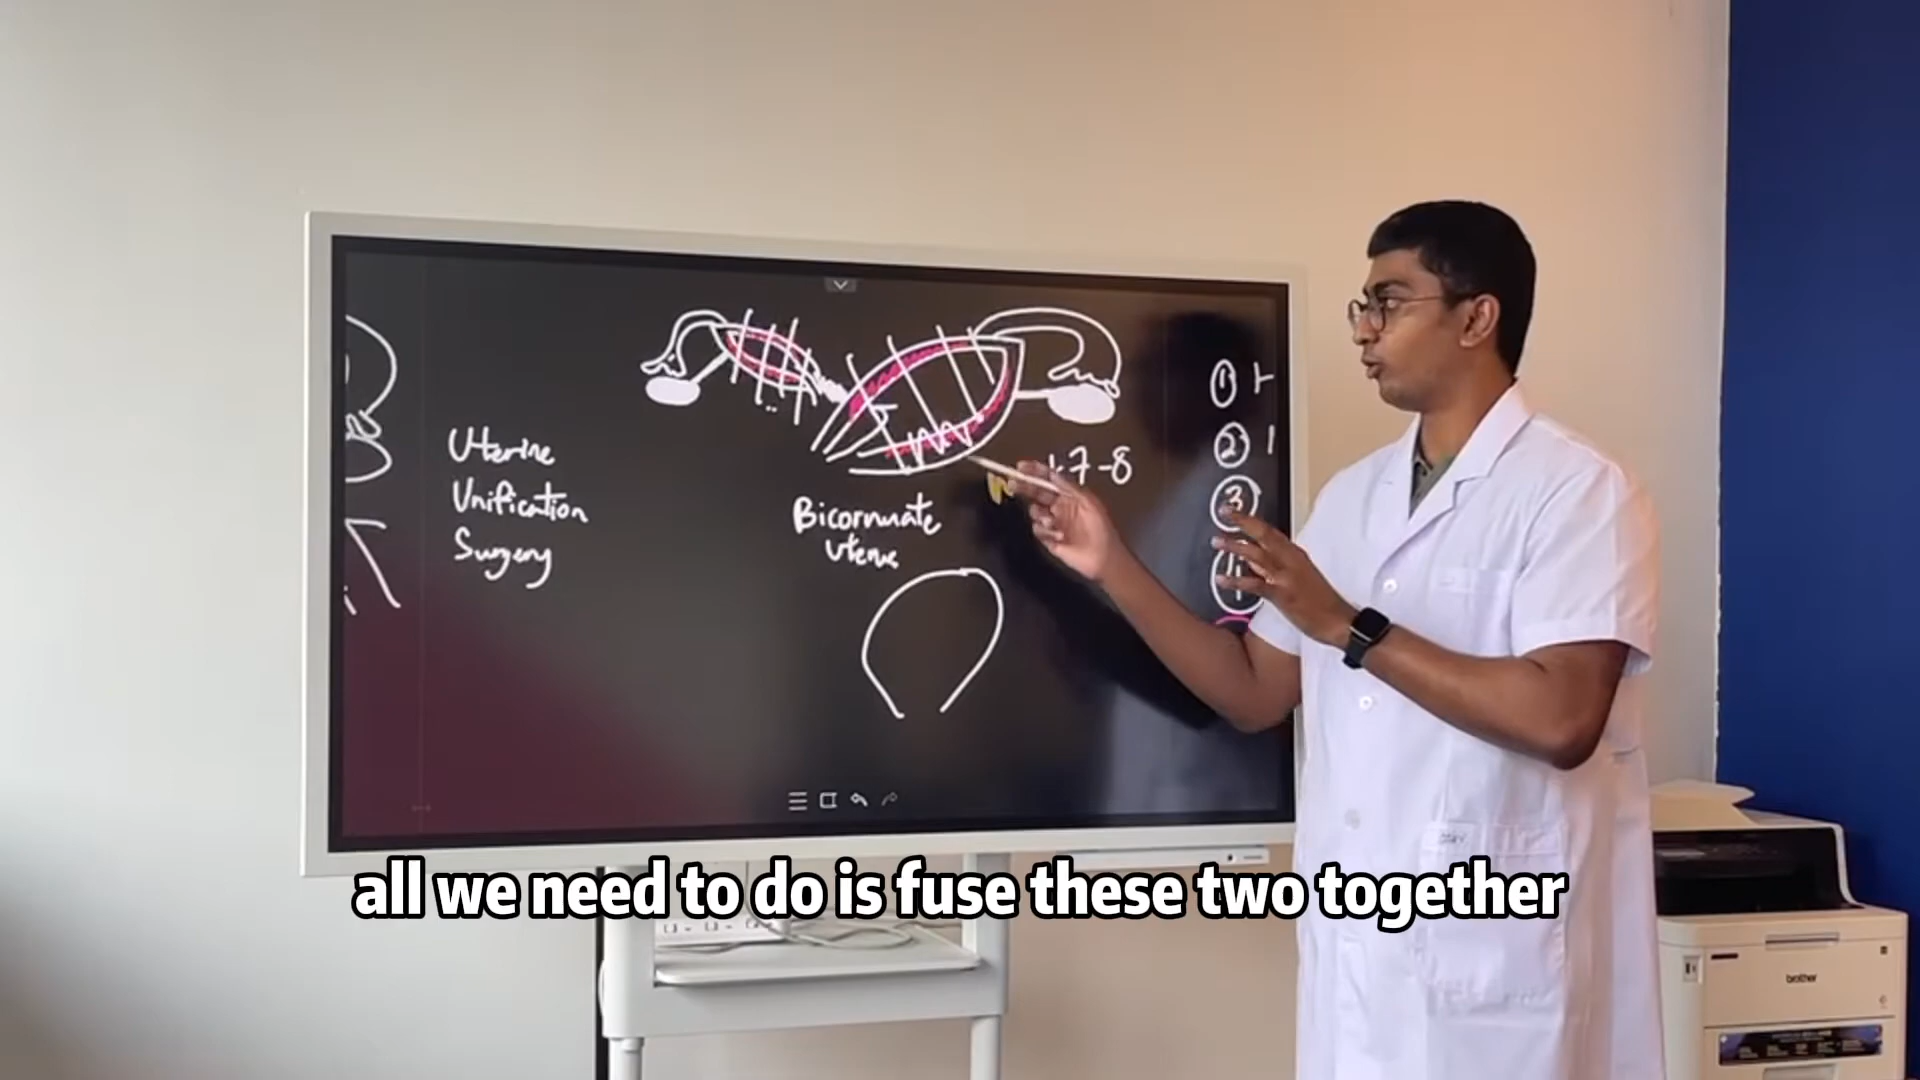 Uterine
Unification
Surgery
Bicornuate
Uterus
-7-8
1
2
3
all we need to do is fuse these two together
brother